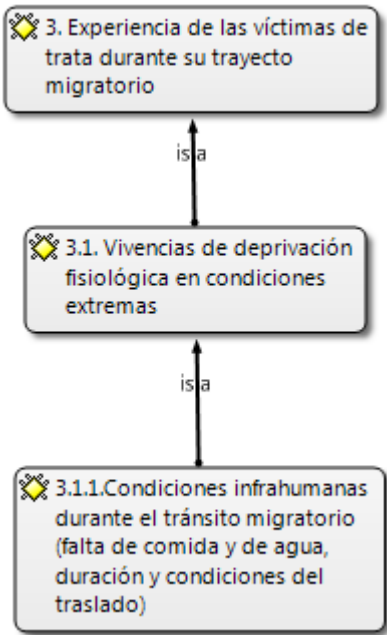 3. Experiencia de las víctimas de
trata durante su trayecto
migratorio
is a
3.1. Vivencias de deprivación
fisiológica en condiciones
extremas
is a
3.1.1.Condiciones infrahumanas
durante el tránsito migratorio
(falta de comida y de agua,
duración y condiciones del
traslado)